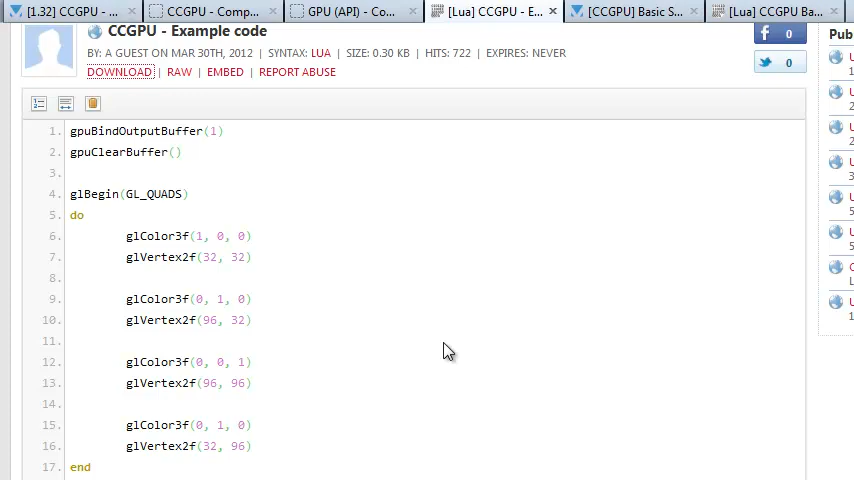 [1.32] CCGPU - ...
CCGPU - Comp...
GPU (API) - Co...
[Lua] CCGPU - E...
[CCGPU] Basic S...
[Lua] CCGPU Ba...
CCGPU - Example code
BY: A GUEST ON MAR 30TH, 2012 | SYNTAX: LUA | SIZE: 0.30 KB | HITS: 722 | EXPIRES: NEVER
DOWNLOAD | RAW | EMBED | REPORT ABUSE
0
0
Pub
1. gpuBindOutputBuffer(1)
2. gpuClearBuffer()
3.
4. glBegin(GL_QUADS)
5. do
6. glColor3f(1, 0, 0)
7. glVertex2f(32, 32)
8.
9. glColor3f(0, 1, 0)
10. glVertex2f(96, 32)
11.
12. glColor3f(0, 0, 1)
13. glVertex2f(96, 96)
14.
15. glColor3f(0, 1, 0)
16. glVertex2f(32, 96)
17. end